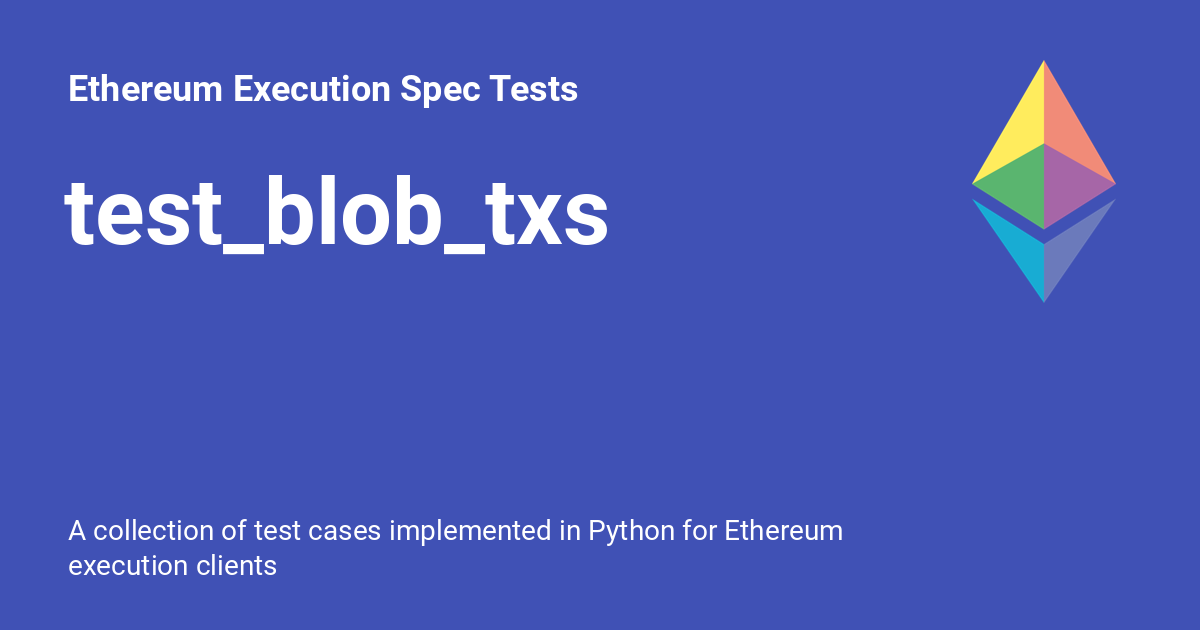 Ethereum Execution Spec Tests
test_blob_txs
A collection of test cases implemented in Python for Ethereum
execution clients